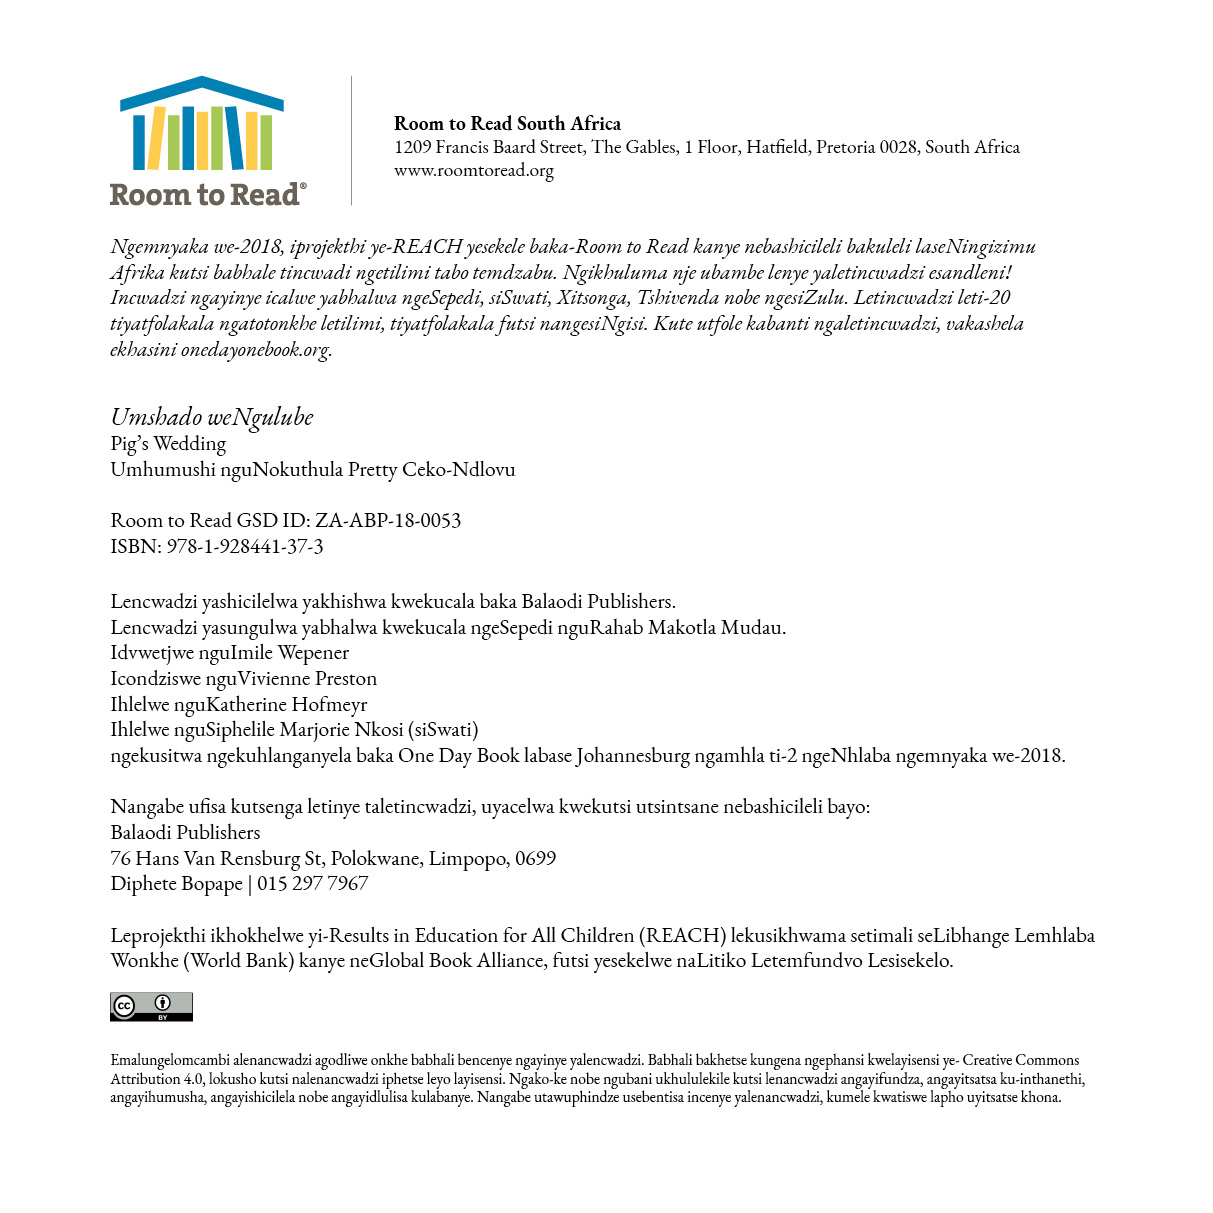 Room to Read®
Room to Read South Africa
1209 Francis Baard Street, The Gables, 1 Floor, Hatfield, Pretoria 0028, South Africa
www.roomtoread.org
Ngemnyaka we-2018, iprojekthi ye-REACH yesekele baka-Room to Read kanye nebashicileli bakuleli laseNingizimu
Afrika kutsi babhale tincwadi ngetilimi tabo temdzabu. Ngikhuluma nje ubambe lenye yaletincwadzi esandleni!
Incwadzi ngayinye icalwe yabhalwa ngeSepedi, siSwati, Xitsonga, Tshivenda nobe ngesiZulu. Letincwadzi leti-20
tiyatfolakala ngatotonkhe letilimi, tiyatfolakala futsi nangesiNgisi. Kute utfole kabanti ngaletincwadzi, vakashela
ekhasini onedayonebook.org.
Umshado weNgulube
Pig's Wedding
Umhumushi nguNokuthula Pretty Ceko-Ndlovu
Room to Read GSD ID: ZA-ABP-18-0053
ISBN: 978-1-928441-37-3
Lencwadzi yashicilelwa yakhishwa kwekucala baka Balaodi Publishers.
Lencwadzi yasungulwa yabhalwa kwekucala ngeSepedi nguRahab Makotla Mudau.
Idvwetjwe nguImile Wepener
Icondziswe nguVivienne Preston
Ihlelwe nguKatherine Hofmeyr
Ihlelwe nguSiphelile Marjorie Nkosi (siSwati)
ngekusitwa ngekuhlanganyela baka One Day Book labase Johannesburg ngamhla ti-2 ngeNhlaba ngemnyaka we-2018.
Nangabe ufisa kutsenga letinye taletincwadzi, uyacelwa kwekutsi utsintsane nebashicileli bayo:
Balaodi Publishers
76 Hans Van Rensburg St, Polokwane, Limpopo, 0699
Diphete Bopape | 015 297 7967
Leprojekthi ikhokhelwe yi-Results in Education for All Children (REACH) lekusikhwama setimali seLibhange Lemhlaba
Wonkhe (World Bank) kanye neGlobal Book Alliance, futsi yesekelwe naLitiko Letemfundvo Lesisekelo.
cc BY
Emalungelomcambi alenancwadzi agodliwe onkhe babhali bencenye ngayinye yalencwadzi. Babhali bakhetse kungena ngephansi kwelayisensi ye- Creative Commons
Attribution 4.0, lokusho kutsi nalenancwadzi iphetse leyo layisensi. Ngako-ke nobe ngubani ukhululekile kutsi lenancwadzi angayifundza, angayitsatsa ku-inthanethi,
angayihumusha, angayishicilela nobe angayidlulisa kulabanye. Nangabe utawuphindze usebentisa incenye yalenancwadzi, kumele kwatiswe lapho uyitsatse khona.